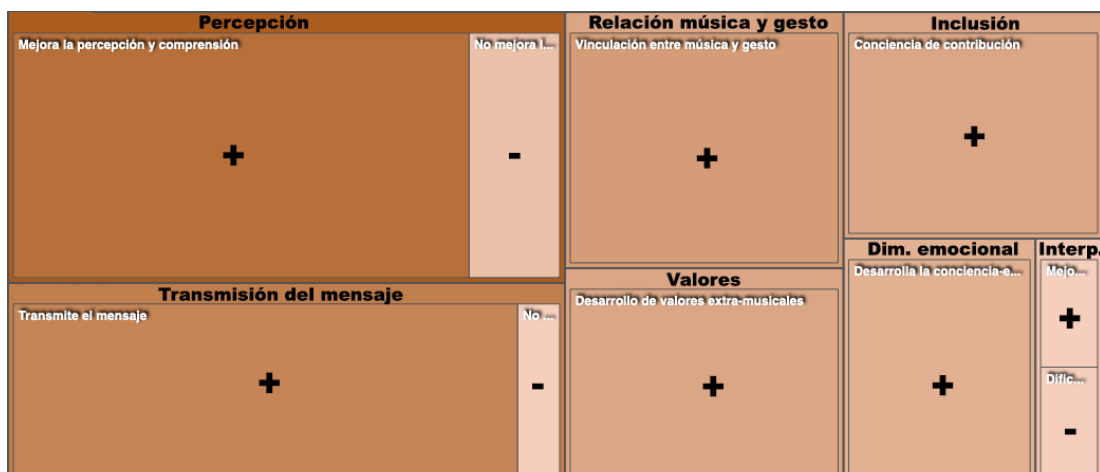 Percepción
Mejora la percepción y comprensión
No mejora l...
+
-
Transmisión del mensaje
Transmite el mensaje
No ...
+
-
Relación música y gesto
Vinculación entre música y gesto
+
Valores
Desarrollo de valores extra-musicales
+
Inclusión
Conciencia de contribución
+
Dim. emocional
Desarrolla la conciencia e...
+
Interp.
Mejo...
+
Dific...
-